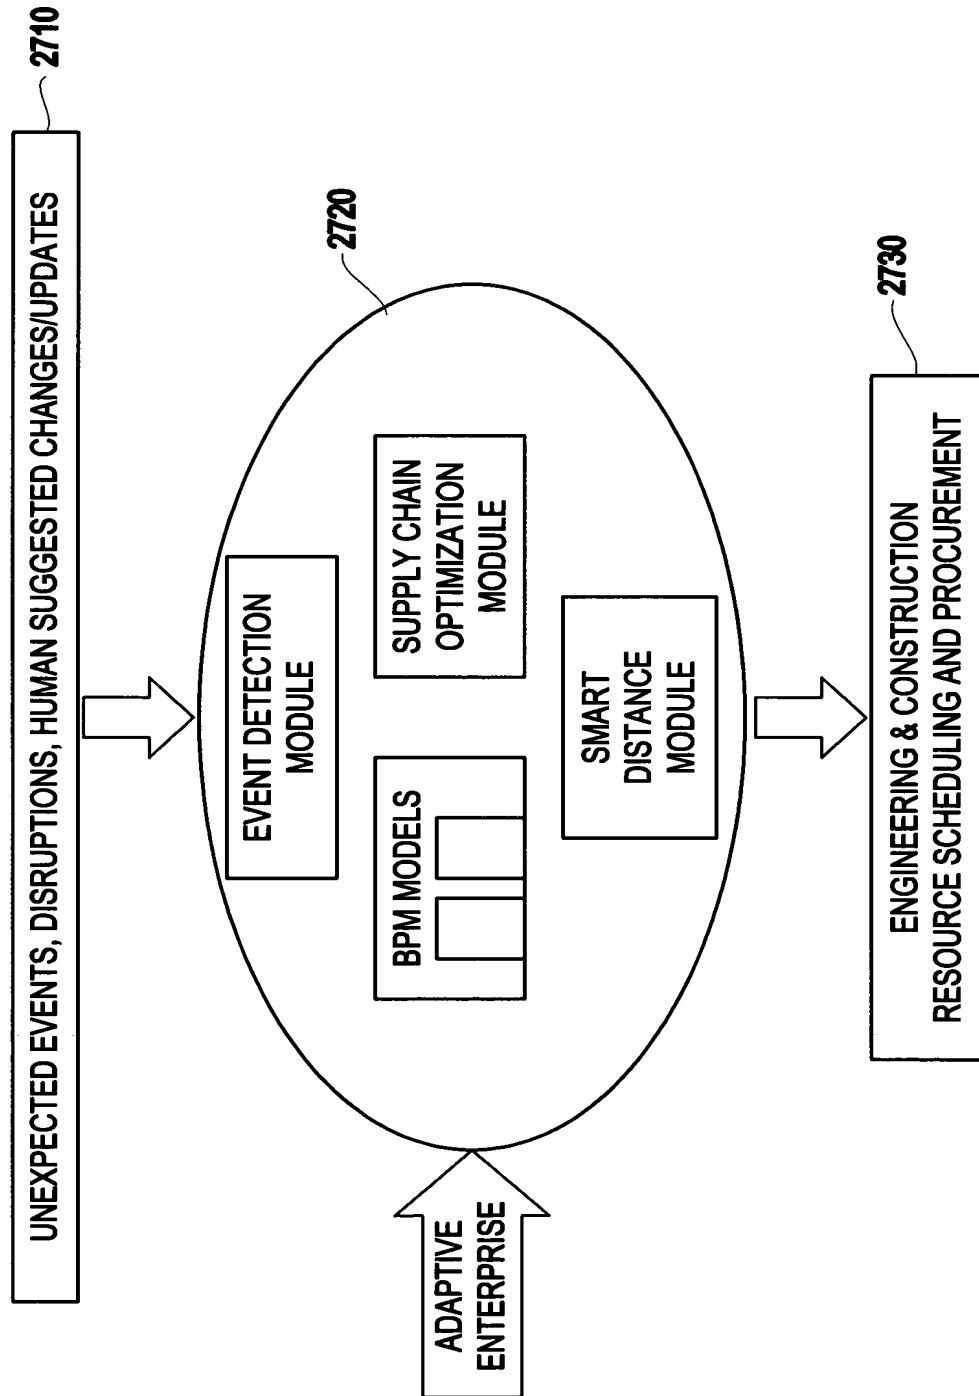 UNEXPECTED EVENTS, DISRUPTIONS, HUMAN SUGGESTED CHANGES/UPDATES
2710
2720
EVENT DETECTION
MODULE
BPM MODELS
SUPPLY CHAIN
OPTIMIZATION
MODULE
SMART
DISTANCE
MODULE
ADAPTIVE
ENTERPRISE
2730
ENGINEERING & CONSTRUCTION
RESOURCE SCHEDULING AND PROCUREMENT